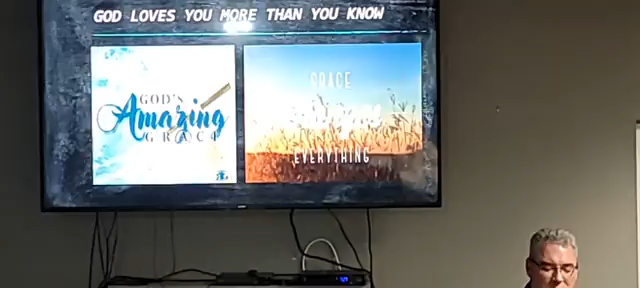 GOD LOVES YOU MORE THAN YOU KNOW
GOD'S
Amazing
GRACE
GRACE
EVERYTHING